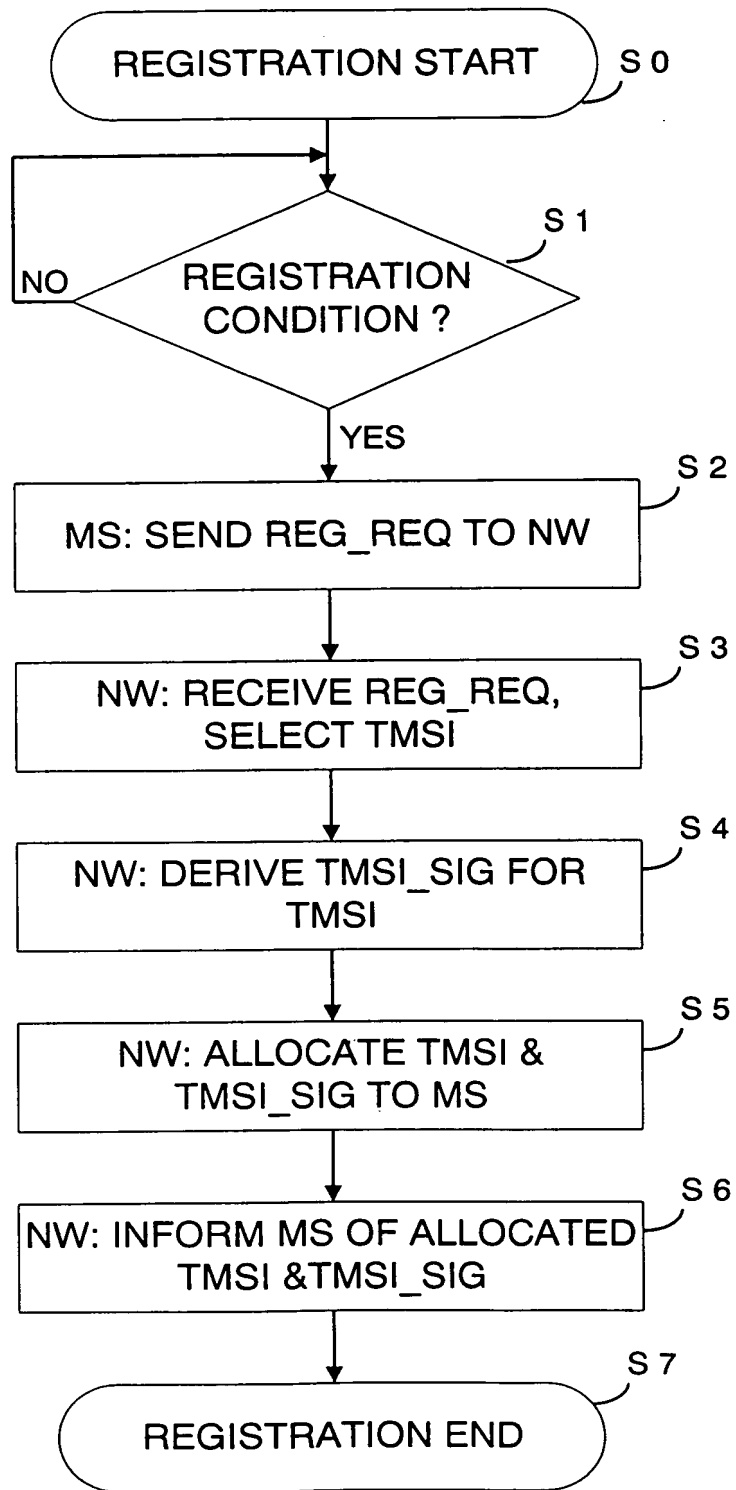 REGISTRATION START
S 0
S 1
REGISTRATION
CONDITION ?
NO
YES
S 2
MS: SEND REG_REQ TO NW
S 3
NW: RECEIVE REG_REQ,
SELECT TMSI
S 4
NW: DERIVE TMSI_SIG FOR
TMSI
S 5
NW: ALLOCATE TMSI &
TMSI_SIG TO MS
S 6
NW: INFORM MS OF ALLOCATED
TMSI &TMSI_SIG
S 7
REGISTRATION END